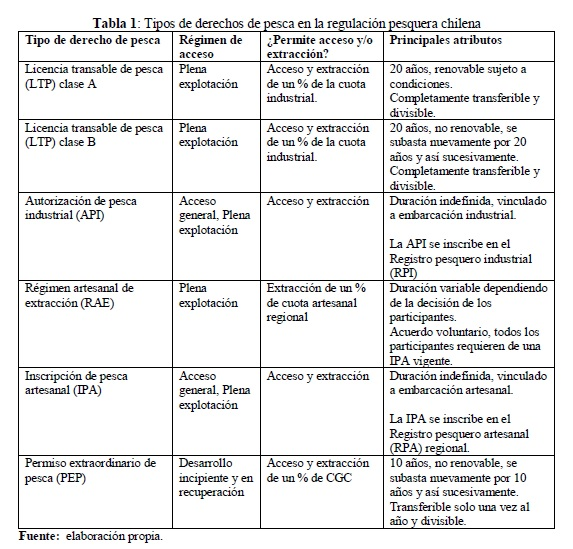 Tabla 1: Tipos de derechos de pesca en la regulación pesquera chilena
Tipo de derecho de pesca
Régimen de
acceso
¿Permite acceso y/o
extracción?
Principales atributos
Licencia transable de pesca
(LTP) clase A
Plena
explotación
Acceso y extracción
de un % de la cuota
industrial.
20 años, renovable sujeto a
condiciones.
Completamente transferible y
divisible.
Licencia transable de pesca
(LTP) clase B
Plena
explotación
Acceso y extracción
de un % de la cuota
industrial.
20 años, no renovable, se
subasta nuevamente por 20
años y así sucesivamente.
Completamente transferible y
divisible.
Autorización de pesca
industrial (API)
Acceso
general, Plena
explotación
Acceso y extracción
Duración indefinida, vinculado
a embarcación industrial.
La API se inscribe en el
Registro pesquero industrial
(RPI)
Régimen artesanal de
extracción (RAE)
Plena
explotación
Extracción de un %
de cuota artesanal
regional
Duración variable dependiendo
de la decisión de los
participantes.
Acuerdo voluntario, todos los
participantes requieren de una
IPA vigente.
Inscripción de pesca
artesanal (IPA)
Acceso
general, Plena
explotación
Acceso y extracción
Duración indefinida, vinculado
a embarcación artesanal.
La IPA se inscribe en el
Registro pesquero artesanal
(RPA) regional.
Permiso extraordinario de
pesca (PEP)
Desarrollo
incipiente y en
recuperación
Acceso y extracción
de un % de CGC
10 años, no renovable, se
subasta nuevamente por 10
años y así sucesivamente.
Transferible solo una vez al
año y divisible.
Fuente: elaboración propia.